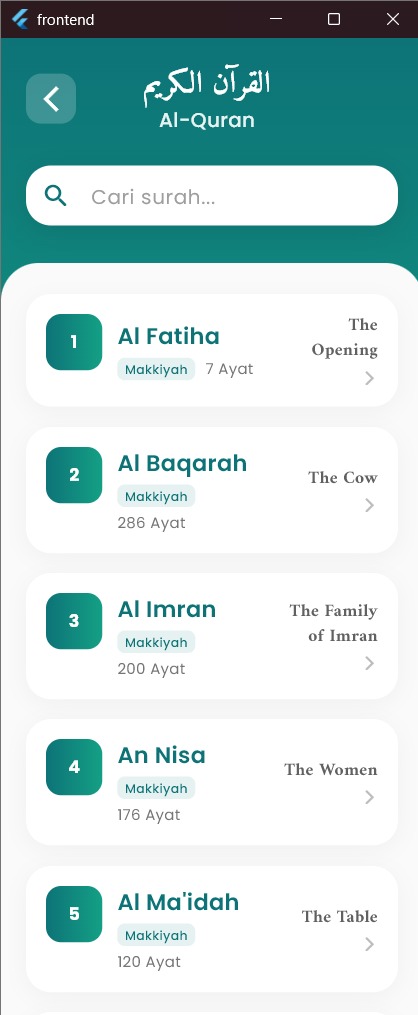 frontend
القرآن الكريم
Al-Quran
Cari surah...
1
Al Fatiha
Makkiyah 7 Ayat
The
Opening
2
Al Baqarah
Makkiyah
286 Ayat
The Cow
3
Al Imran
Makkiyah
200 Ayat
The Family
of Imran
4
An Nisa
Makkiyah
176 Ayat
The Women
5
Al Ma'idah
Makkiyah
120 Ayat
The Table